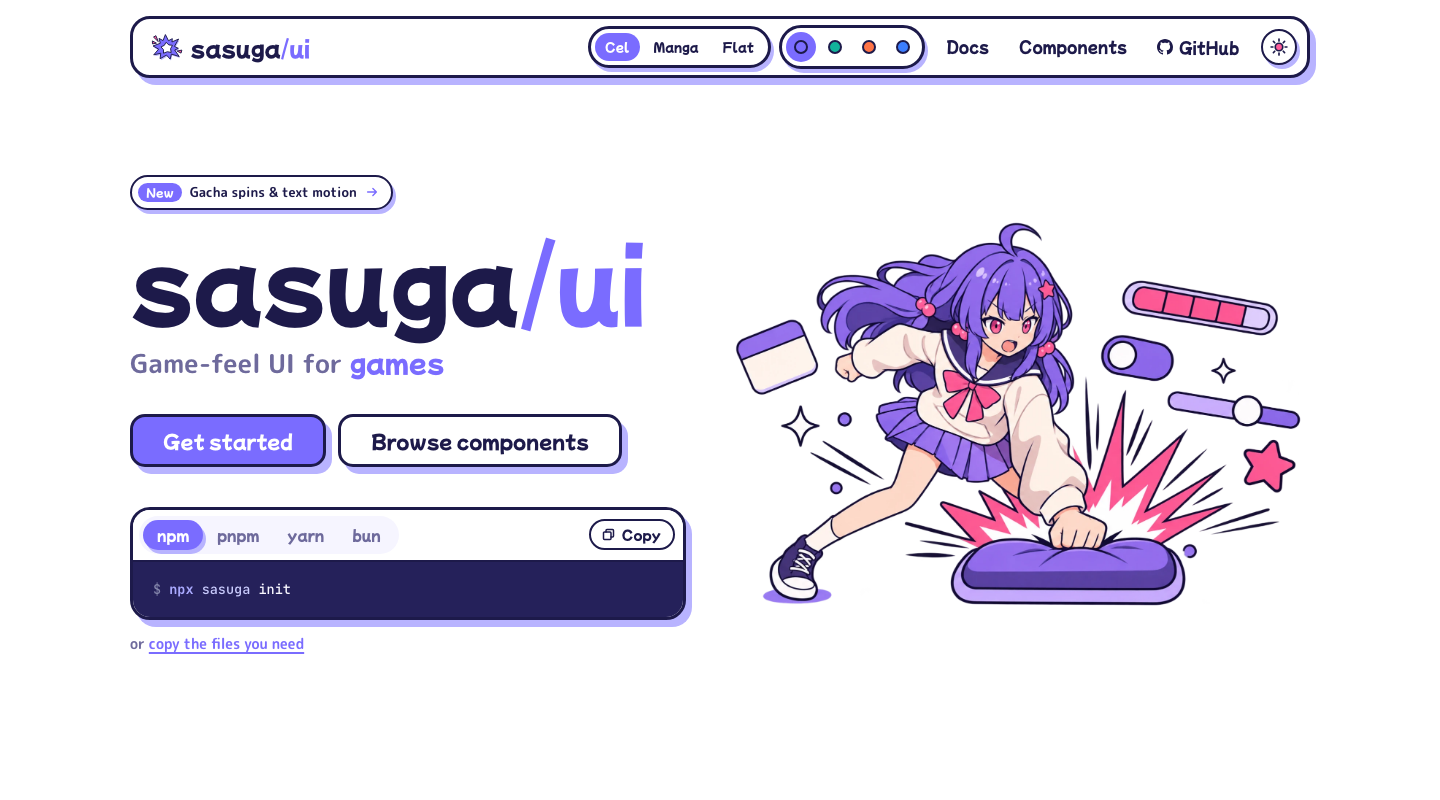 sasuga/ui
Cel Manga Flat
Docs Components GitHub
New Gacha spins & text motion →
sasuga/ui
Game-feel UI for games
Get started Browse components
npm pnpm yarn bun Copy
$ npx sasuga init
or copy the files you need